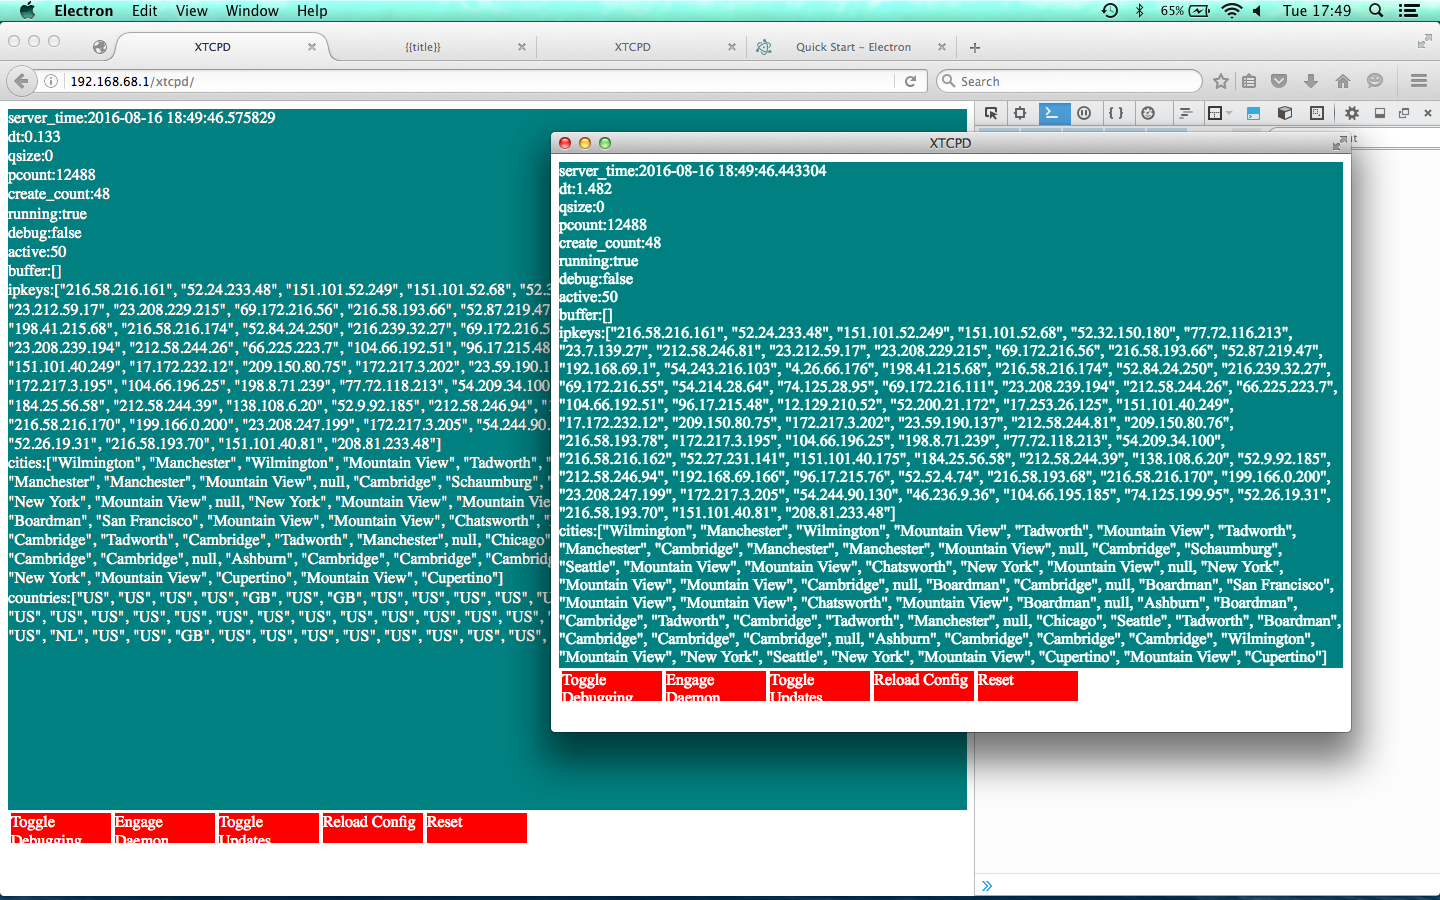 Electron Edit View Window Help 65% Tue 17:49
XTCPD {{title}} XTCPD Quick Start – Electron
192.168.68.1/xtcpd/ Search
server_time:2016-08-16 18:49:46.575829
dt:0.133
qsize:0
pcount:12488
create_count:48
running:true
debug:false
active:50
buffer:[]
ipkeys:["216.58.216.161", "52.24.233.48", "151.101.52.249", "151.101.52.68", "52.3
"23.212.59.17", "23.208.229.215", "69.172.216.56", "216.58.193.66", "52.87.219.47
"198.41.215.68", "216.58.216.174", "52.84.24.250", "216.239.32.27", "69.172.216.5
"23.208.239.194", "212.58.244.26", "66.225.223.7", "104.66.192.51", "96.17.215.48
"151.101.40.249", "17.172.232.12", "209.150.80.75", "172.217.3.202", "23.59.190.1
"172.217.3.195", "104.66.196.25", "198.8.71.239", "77.72.118.213", "54.209.34.100
"184.25.56.58", "212.58.244.39", "138.108.6.20", "52.9.92.185", "212.58.246.94", "
"216.58.216.170", "199.166.0.200", "23.208.247.199", "172.217.3.205", "54.244.90.
"52.26.19.31", "216.58.193.70", "151.101.40.81", "208.81.233.48"]
cities:["Wilmington", "Manchester", "Wilmington", "Mountain View", "Tadworth", "
"Manchester", "Manchester", "Mountain View", null, "Cambridge", "Schaumburg", "
"New York", "Mountain View", null, "New York", "Mountain View", "Mountain Vie
"Boardman", "San Francisco", "Mountain View", "Mountain View", "Chatsworth", "
"Cambridge", "Tadworth", "Cambridge", "Tadworth", "Manchester", null, "Chicago"
"Cambridge", "Cambridge", null, "Ashburn", "Cambridge", "Cambridge", "Cambridg
"New York", "Mountain View", "Cupertino", "Mountain View", "Cupertino"]
countries:["US", "US", "US", "US", "GB", "US", "GB", "US", "US", "US", "US", "U
"US", "US", "US", "US", "US", "US", "US", "US", "US", "US", "US", "US", "US",
"US", "NL", "US", "US", "GB", "US", "US", "US", "US", "US", "US", "US", "US",
Toggle Debugging Engage Daemon Toggle Updates Reload Config Reset
XTCPD
server_time:2016-08-16 18:49:46.443304
dt:1.482
qsize:0
pcount:12488
create_count:48
running:true
debug:false
active:50
buffer:[]
ipkeys:["216.58.216.161", "52.24.233.48", "151.101.52.249", "151.101.52.68", "52.32.150.180", "77.72.116.213",
"23.7.139.27", "212.58.246.81", "23.212.59.17", "23.208.229.215", "69.172.216.56", "216.58.193.66", "52.87.219.47",
"192.168.69.1", "54.243.216.103", "4.26.66.176", "198.41.215.68", "216.58.216.174", "52.84.24.250", "216.239.32.27",
"69.172.216.55", "54.214.28.64", "74.125.28.95", "69.172.216.111", "23.208.239.194", "212.58.244.26", "66.225.223.7",
"104.66.192.51", "96.17.215.48", "12.129.210.52", "52.200.21.172", "17.253.26.125", "151.101.40.249",
"17.172.232.12", "209.150.80.75", "172.217.3.202", "23.59.190.137", "212.58.244.81", "209.150.80.76",
"216.58.193.78", "172.217.3.195", "104.66.196.25", "198.8.71.239", "77.72.118.213", "54.209.34.100",
"216.58.216.162", "52.27.231.141", "151.101.40.175", "184.25.56.58", "212.58.244.39", "138.108.6.20", "52.9.92.185",
"212.58.246.94", "192.168.69.166", "96.17.215.76", "52.52.4.74", "216.58.193.68", "216.58.216.170", "199.166.0.200",
"23.208.247.199", "172.217.3.205", "54.244.90.130", "46.236.9.36", "104.66.195.185", "74.125.199.95", "52.26.19.31",
"216.58.193.70", "151.101.40.81", "208.81.233.48"]
cities:["Wilmington", "Manchester", "Wilmington", "Mountain View", "Tadworth", "Mountain View", "Tadworth",
"Manchester", "Cambridge", "Manchester", "Manchester", "Mountain View", null, "Cambridge", "Schaumburg",
"Seattle", "Mountain View", "Mountain View", "Chatsworth", "New York", "Mountain View", null, "New York",
"Mountain View", "Mountain View", "Cambridge", null, "Boardman", "Cambridge", null, "Boardman", "San Francisco",
"Mountain View", "Mountain View", "Chatsworth", "Mountain View", "Boardman", null, "Ashburn", "Boardman",
"Cambridge", "Tadworth", "Cambridge", "Tadworth", "Manchester", null, "Chicago", "Seattle", "Tadworth", "Boardman",
"Cambridge", "Cambridge", "Cambridge", null, "Ashburn", "Cambridge", "Cambridge", "Cambridge", "Wilmington",
"Mountain View", "New York", "Seattle", "New York", "Mountain View", "Cupertino", "Mountain View", "Cupertino"]
Toggle Debugging Engage Daemon Toggle Updates Reload Config Reset